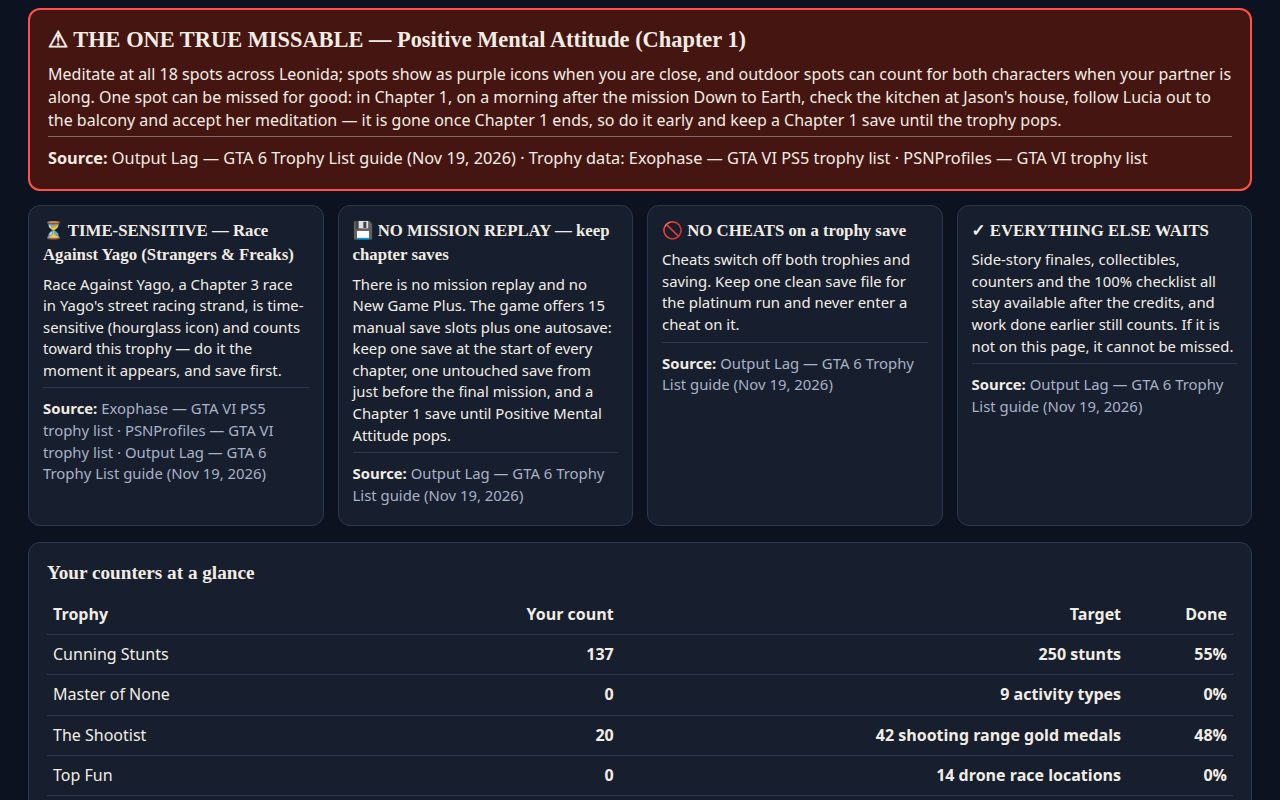 ⚠ THE ONE TRUE MISSABLE — Positive Mental Attitude (Chapter 1)
Meditate at all 18 spots across Leonida; spots show as purple icons when you are close, and outdoor spots can count for both characters when your partner is
along. One spot can be missed for good: in Chapter 1, on a morning after the mission Down to Earth, check the kitchen at Jason's house, follow Lucia out to
the balcony and accept her meditation — it is gone once Chapter 1 ends, so do it early and keep a Chapter 1 save until the trophy pops.
Source: Output Lag — GTA 6 Trophy List guide (Nov 19, 2026) · Trophy data: Exophase — GTA VI PS5 trophy list · PSNProfiles — GTA VI trophy list
⏳ TIME-SENSITIVE — Race
Against Yago (Strangers & Freaks)
Race Against Yago, a Chapter 3 race
in Yago's street racing strand, is time-
sensitive (hourglass icon) and counts
toward this trophy — do it the
moment it appears, and save first.
Source: Exophase — GTA VI PS5
trophy list · PSNProfiles — GTA VI
trophy list · Output Lag — GTA 6
Trophy List guide (Nov 19, 2026)
💾 NO MISSION REPLAY — keep
chapter saves
There is no mission replay and no
New Game Plus. The game offers 15
manual save slots plus one autosave:
keep one save at the start of every
chapter, one untouched save from
just before the final mission, and a
Chapter 1 save until Positive Mental
Attitude pops.
Source: Output Lag — GTA 6 Trophy
List guide (Nov 19, 2026)
🚫 NO CHEATS on a trophy save
Cheats switch off both trophies and
saving. Keep one clean save file for
the platinum run and never enter a
cheat on it.
Source: Output Lag — GTA 6 Trophy
List guide (Nov 19, 2026)
✓ EVERYTHING ELSE WAITS
Side-story finales, collectibles,
counters and the 100% checklist all
stay available after the credits, and
work done earlier still counts. If it is
not on this page, it cannot be missed.
Source: Output Lag — GTA 6 Trophy
List guide (Nov 19, 2026)
Your counters at a glance
Trophy Your count Target Done
Cunning Stunts 137 250 stunts 55%
Master of None 0 9 activity types 0%
The Shootist 20 42 shooting range gold medals 48%
Top Fun 0 14 drone race locations 0%